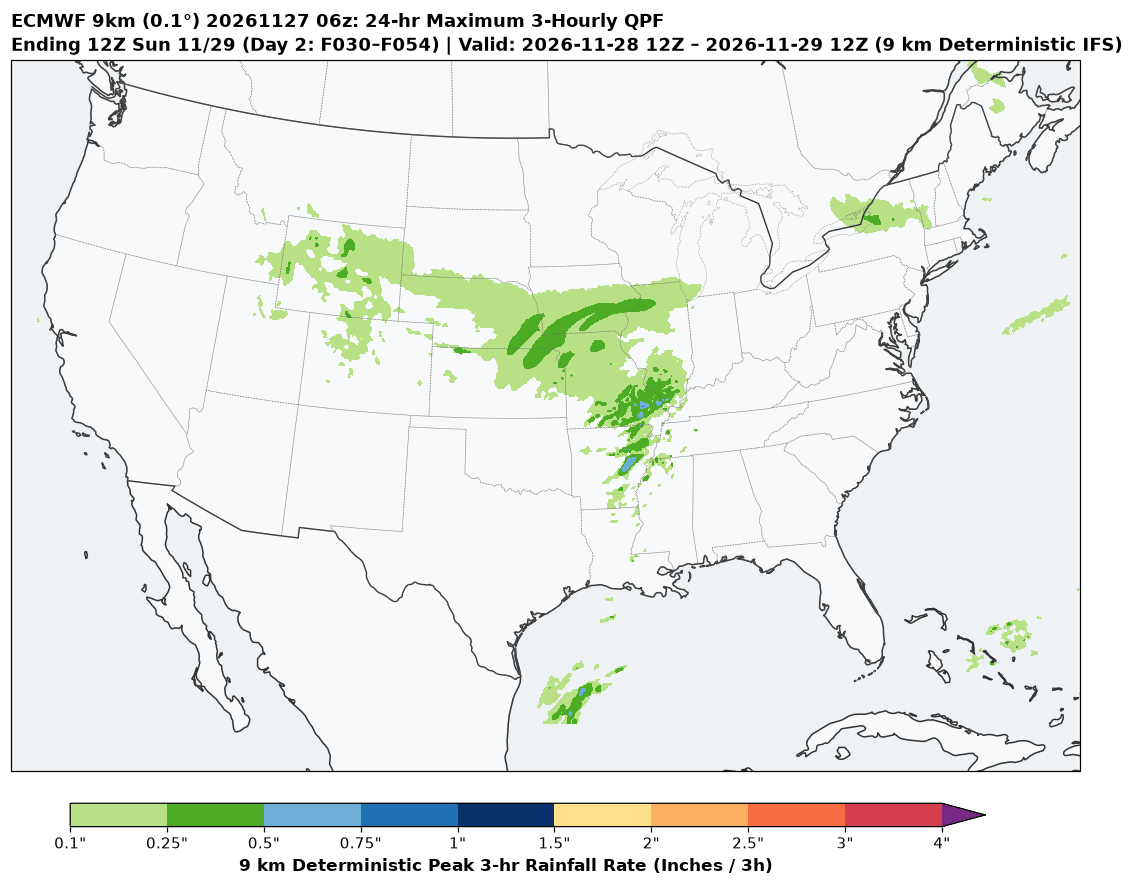 ECMWF 9km (0.1°) 20261127 06z: 24-hr Maximum 3-Hourly QPF
Ending 12Z Sun 11/29 (Day 2: F030–F054) | Valid: 2026-11-28 12Z – 2026-11-29 12Z (9 km Deterministic IFS)
0.1" 0.25" 0.5" 0.75" 1" 1.5" 2" 2.5" 3" 4"
9 km Deterministic Peak 3-hr Rainfall Rate (Inches / 3h)